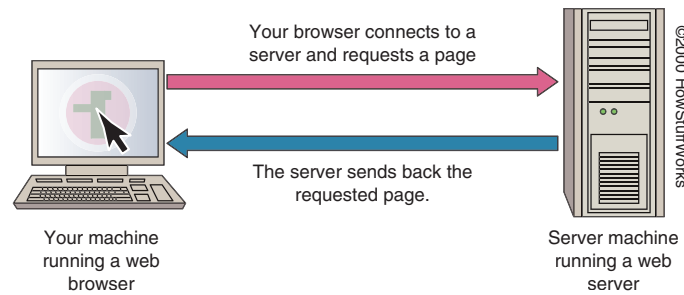 Your browser connects to a
server and requests a page
The server sends back the
requested page.
Your machine
running a web
browser
Server machine
running a web
server
©2000 HowStuffWorks